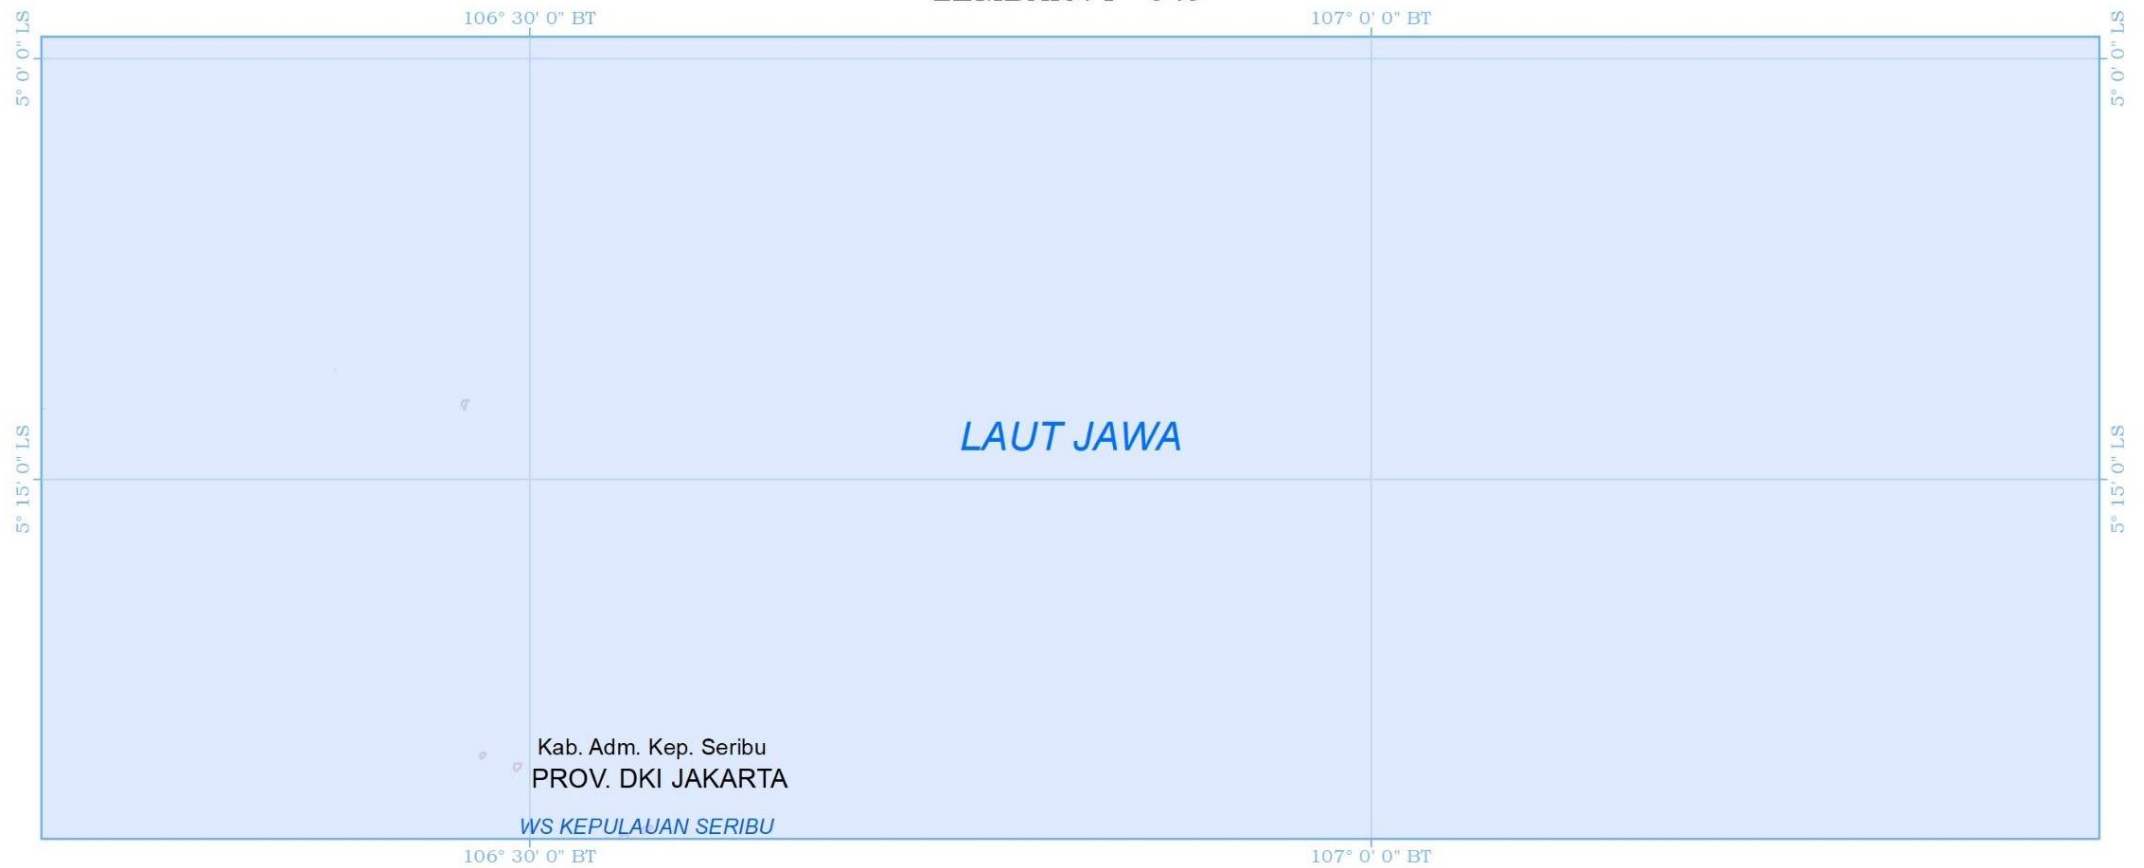 106° 30' 0" BT
107° 0' 0" BT
5° 0' 0" LS
5° 0' 0" LS
LAUT JAWA
5° 15' 0" LS
5° 15' 0" LS
Kab. Adm. Kep. Seribu
PROV. DKI JAKARTA
WS KEPULAUAN SERIBU
106° 30' 0" BT
107° 0' 0" BT